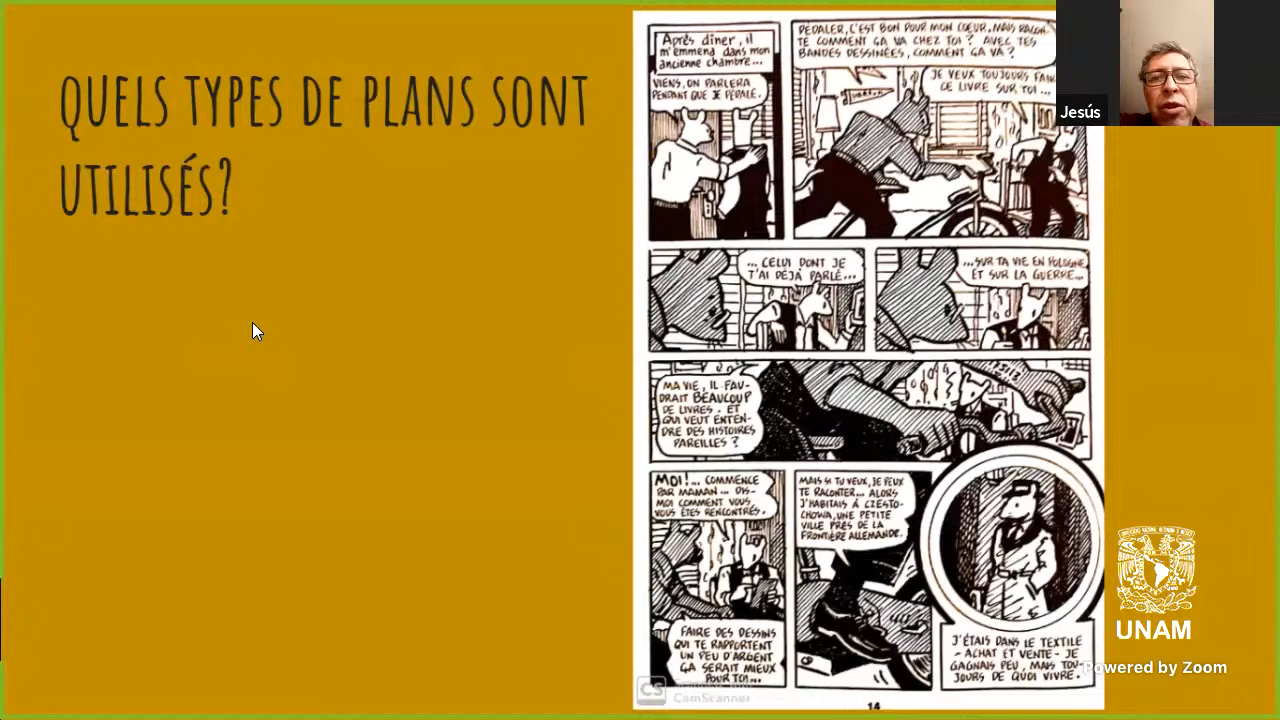 QUELS TYPES DE PLANS SONT
UTILISÉS?
Après dîner, il
m'emmena dans mon
ancienne chambre...
VIENS, ON PARLERA
PENDANT QUE JE PÉDALE.
PÉDALER, C'EST BON POUR MON CŒUR, MAIS RACON-
TE COMMENT ÇA VA CHEZ TOI? AVEC TES
BANDES DESSINÉES, COMMENT ÇA VA?
JE VEUX TOUJOURS FAIR
CE LIVRE SUR TOI...
... CELUI DONT JE
T'AI DÉJÀ PARLÉ...
...SUR TA VIE EN POLOGNE
ET SUR LA GUERRE...
MA VIE, IL FAU-
DRAIT BEAUCOUP
DE LIVRES. ET
QUI VEUT ENTEN-
DRE DES HISTOIRES
PAREILLES?
MOI!... COMMENCE
PAR MAMAN... DIS-
MOI COMMENT VOUS
VOUS ÊTES RENCONTRÉS.
FAIRE DES DESSINS
QUI TE RAPPORTENT
UN PEU D'ARGENT
ÇA SERAIT MIEUX
POUR TOI...
MAIS SI TU VEUX, JE PEUX
TE RACONTER... ALORS
J'HABITAIS À CZESTO-
CHOWA, UNE PETITE
VILLE PRÈS DE LA
FRONTIÈRE ALLEMANDE.
J'ÉTAIS DANS LE TEXTILE
- ACHAT ET VENTE - JE
GAGNAIS PEU, MAIS TOU-
JOURS DE QUOI VIVRE.
14
CS
CamScanner
Jesús
UNAM
Powered by Zoom